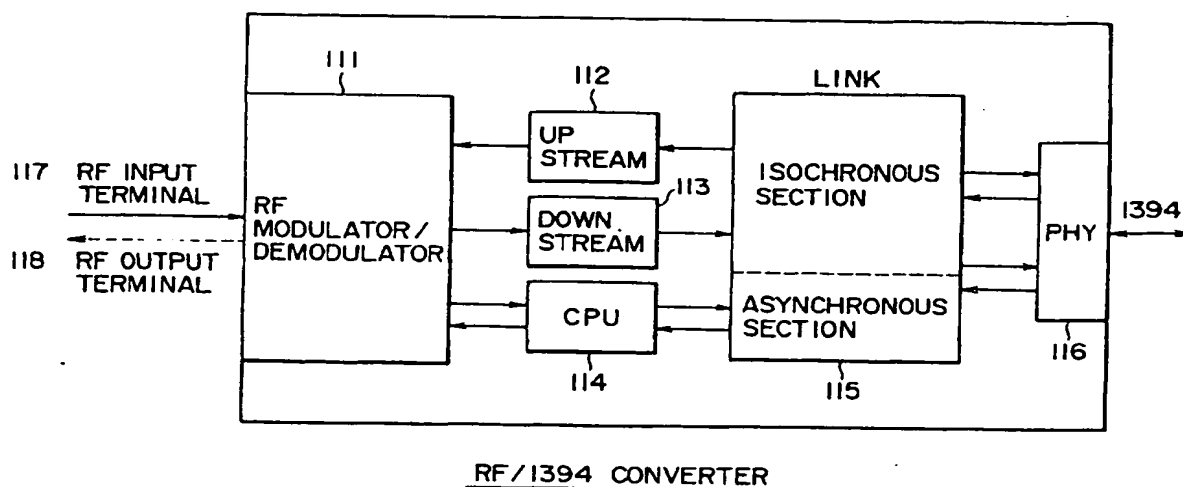 111
112
LINK
UP
STREAM
117 RF INPUT
TERMINAL
RF
MODULATOR/
DEMODULATOR
113
ISOCHRONOUS
SECTION
1394
DOWN
STREAM
PHY
118 RF OUTPUT
TERMINAL
CPU
ASYNCHRONOUS
SECTION
114
115
116
RF/1394 CONVERTER